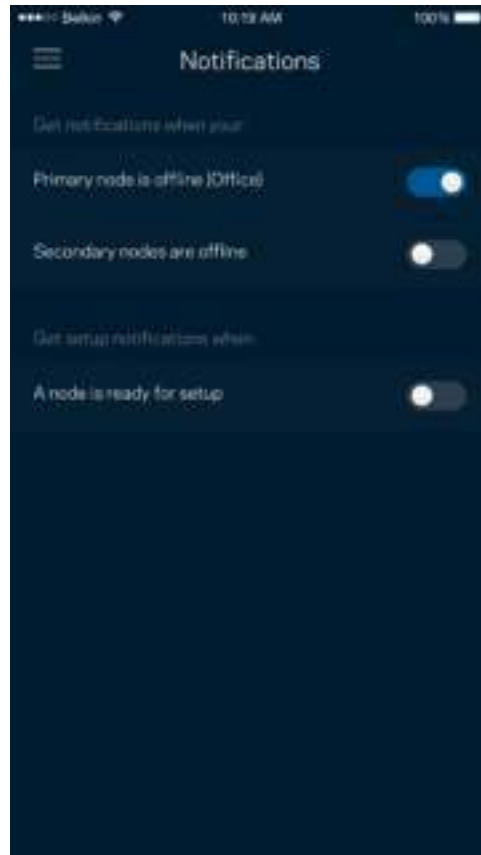 Belkin 10:19 AM 100%
Notifications
Get notifications when your:
Primary node is offline (Office)
Secondary nodes are offline
Get setup notifications when:
A node is ready for setup